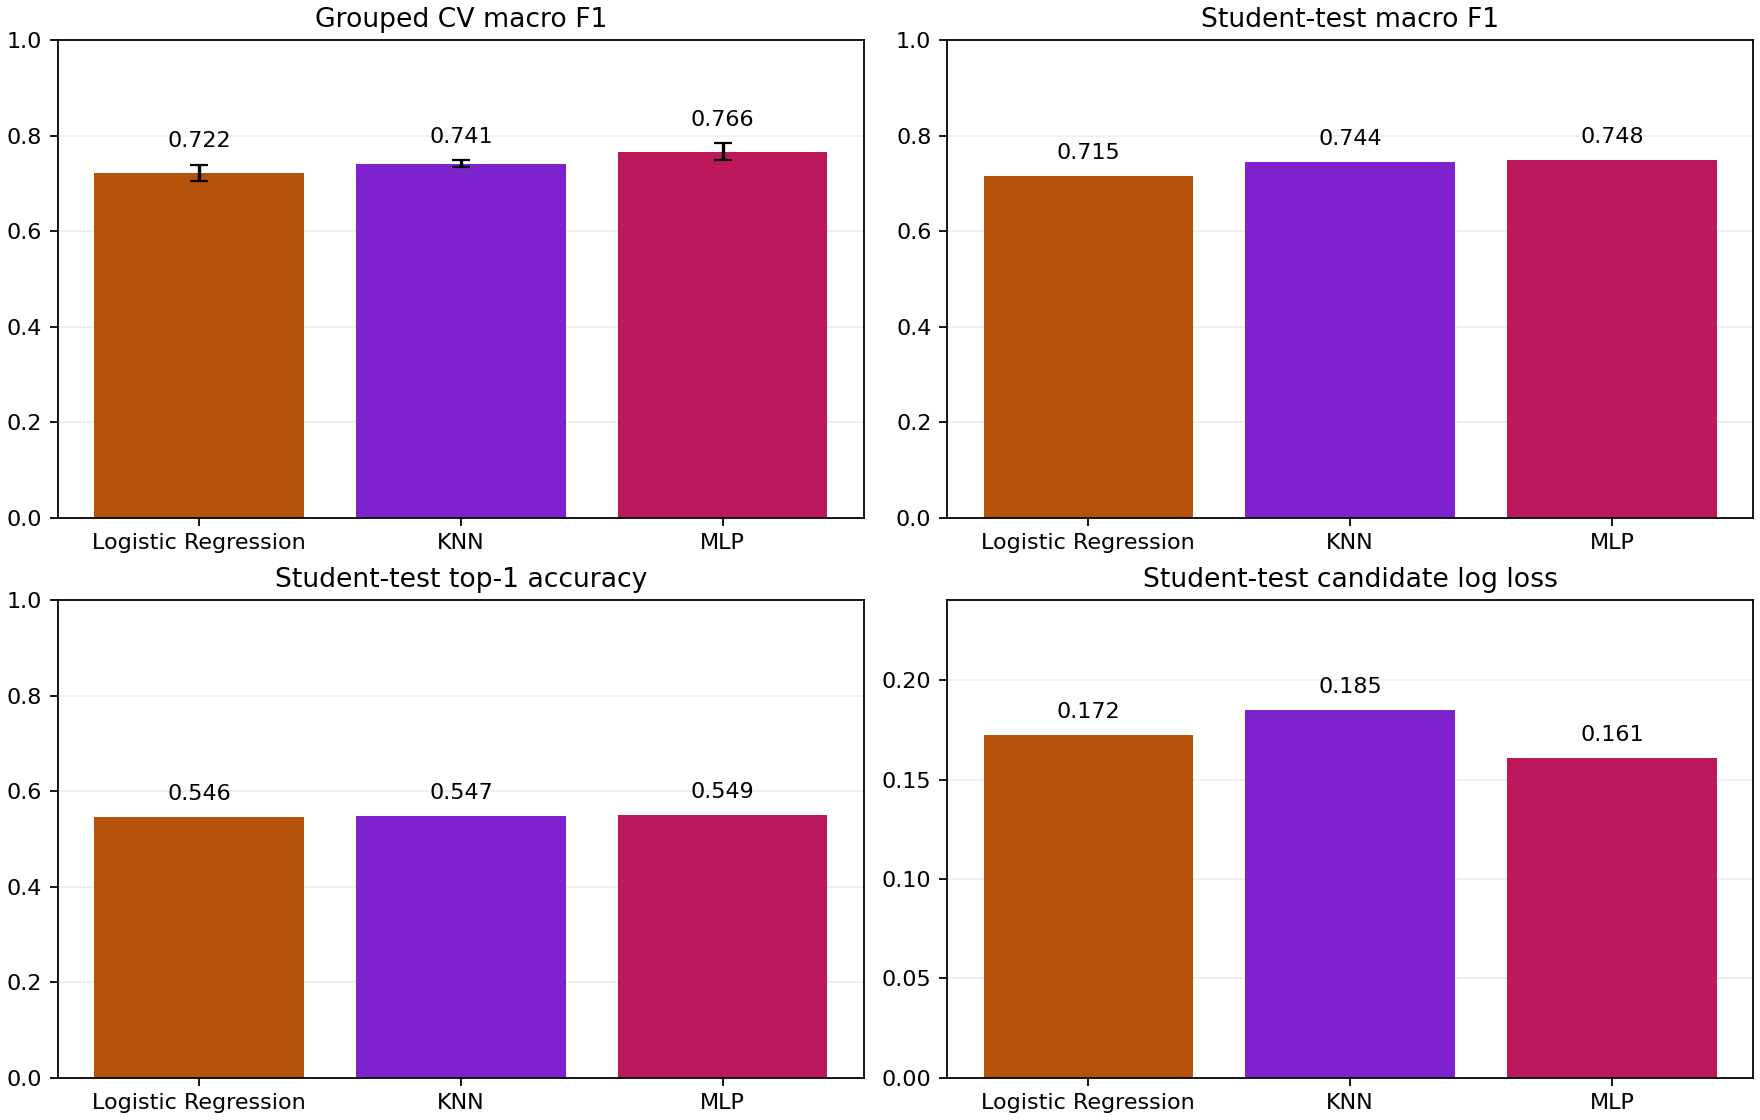 Grouped CV macro F1
1.0
0.8
0.6
0.4
0.2
0.0
0.722
0.741
0.766
Logistic Regression
KNN
MLP
Student-test macro F1
1.0
0.8
0.6
0.4
0.2
0.0
0.715
0.744
0.748
Logistic Regression
KNN
MLP
Student-test top-1 accuracy
1.0
0.8
0.6
0.4
0.2
0.0
0.546
0.547
0.549
Logistic Regression
KNN
MLP
Student-test candidate log loss
0.20
0.15
0.10
0.05
0.00
0.172
0.185
0.161
Logistic Regression
KNN
MLP